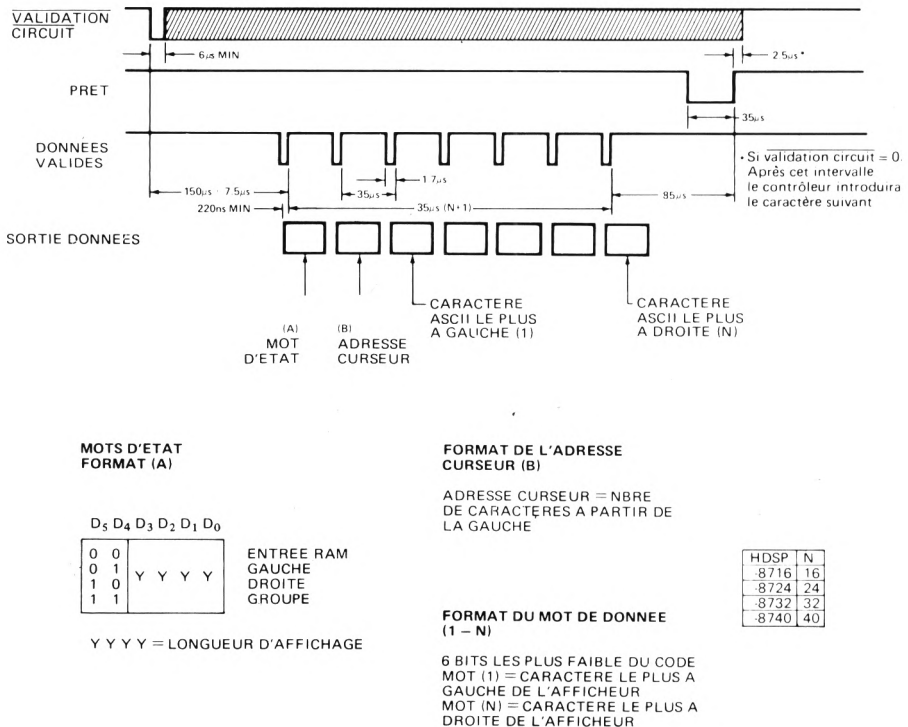 VALIDATION
CIRCUIT
6µs MIN
2.5µs*
PRET
35µs
DONNÉES
VALIDES
1.7µs
150µs · 7.5µs
35µs
220ns MIN
35µs (N+1)
85µs
• Si validation circuit = 0.
Après cet intervalle
le contrôleur introduira
le caractère suivant
SORTIE DONNEES
(A)
MOT
D'ETAT
(B)
ADRESSE
CURSEUR
CARACTERE
ASCII LE PLUS
A GAUCHE (1)
CARACTERE
ASCII LE PLUS
A DROITE (N)
MOTS D'ETAT
FORMAT (A)
D5 D4 D3 D2 D1 D0
0 0 ENTREE RAM
0 1 GAUCHE
Y Y Y Y
1 0 DROITE
1 1 GROUPE
Y Y Y Y = LONGUEUR D'AFFICHAGE
FORMAT DE L'ADRESSE
CURSEUR (B)
ADRESSE CURSEUR = NBRE
DE CARACTERES A PARTIR DE
LA GAUCHE
HDSP N
-8716 16
-8724 24
-8732 32
-8740 40
FORMAT DU MOT DE DONNEE
(1 – N)
6 BITS LES PLUS FAIBLE DU CODE
MOT (1) = CARACTERE LE PLUS A
GAUCHE DE L'AFFICHEUR
MOT (N) = CARACTERE LE PLUS A
DROITE DE L'AFFICHEUR